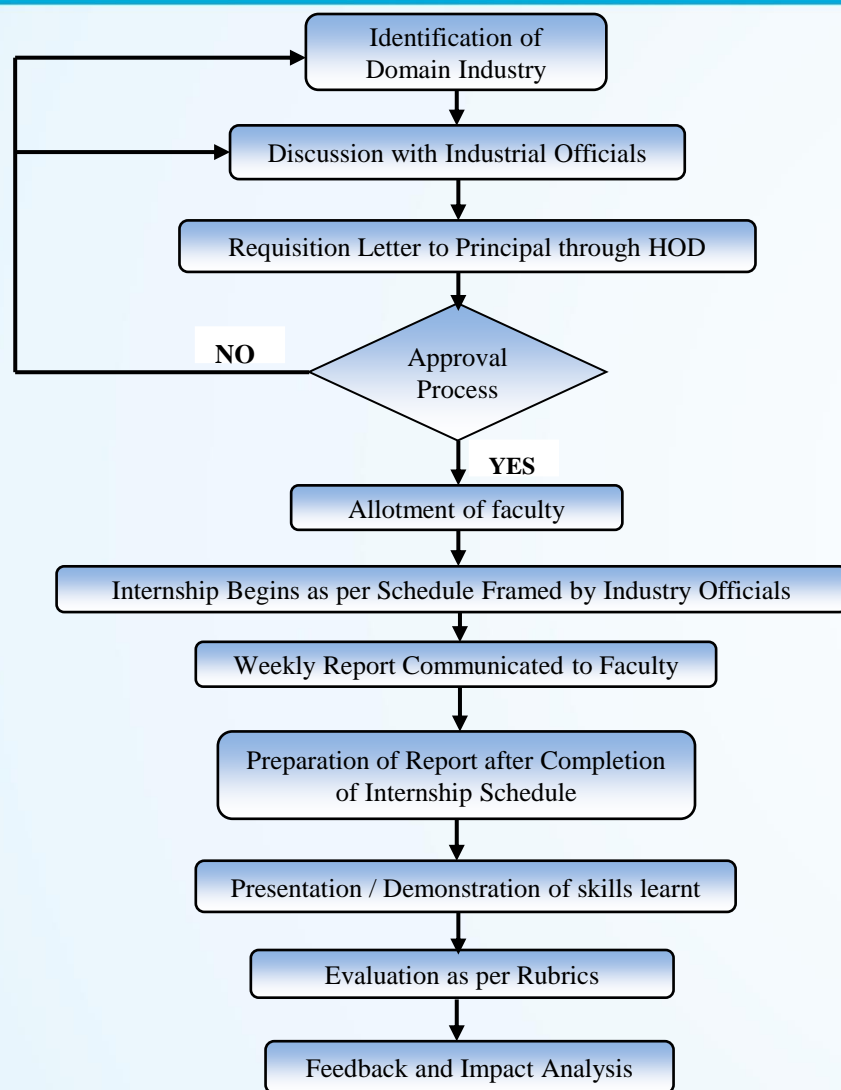 Identification of
Domain Industry
Discussion with Industrial Officials
Requisition Letter to Principal through HOD
NO
Approval
Process
YES
Allotment of faculty
Internship Begins as per Schedule Framed by Industry Officials
Weekly Report Communicated to Faculty
Preparation of Report after Completion
of Internship Schedule
Presentation / Demonstration of skills learnt
Evaluation as per Rubrics
Feedback and Impact Analysis